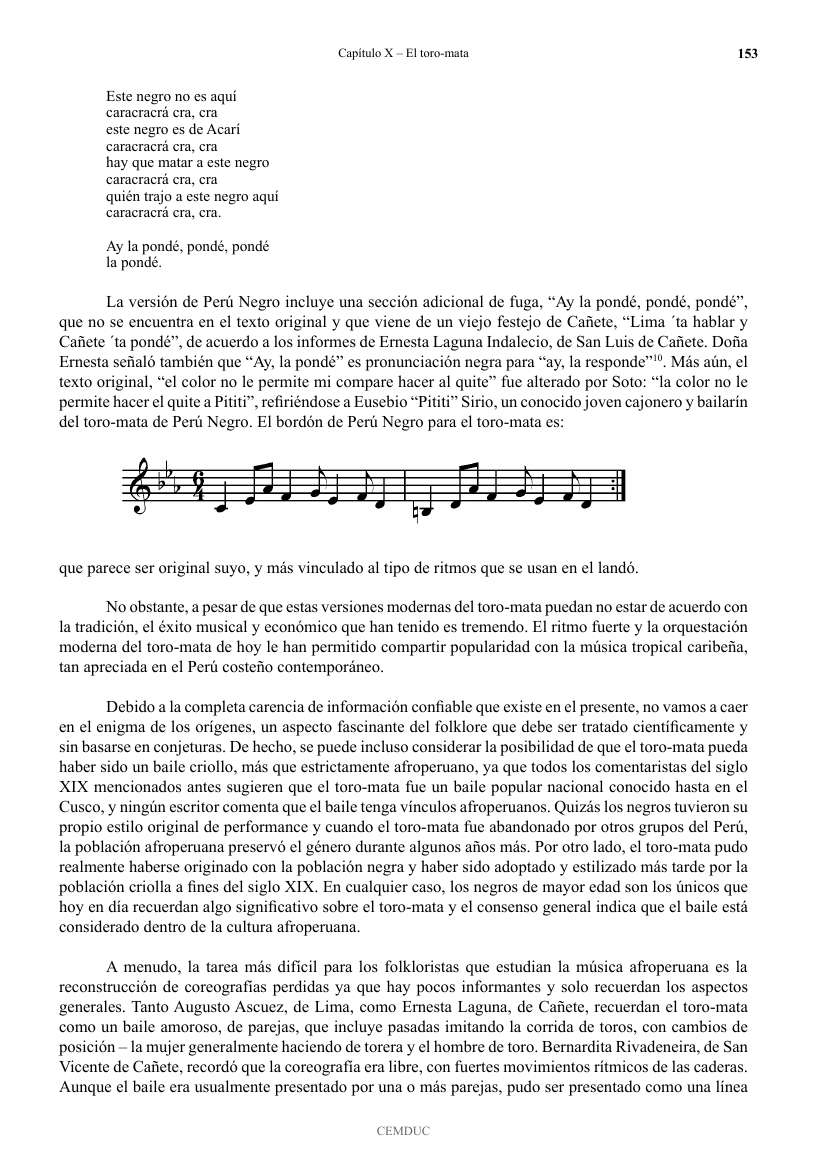 Capítulo X – El toro-mata
153
Este negro no es aquí
caracracrá cra, cra
este negro es de Acarí
caracracrá cra, cra
hay que matar a este negro
caracracrá cra, cra
quién trajo a este negro aquí
caracracrá cra, cra.
Ay la pondé, pondé, pondé
la pondé.
La versión de Perú Negro incluye una sección adicional de fuga, “Ay la pondé, pondé, pondé”,
que no se encuentra en el texto original y que viene de un viejo festejo de Cañete, “Lima ´ta hablar y
Cañete ´ta pondé”, de acuerdo a los informes de Ernesta Laguna Indalecio, de San Luis de Cañete. Doña
Ernesta señaló también que “Ay, la pondé” es pronunciación negra para “ay, la responde”10. Más aún, el
texto original, “el color no le permite mi compare hacer al quite” fue alterado por Soto: “la color no le
permite hacer el quite a Pititi”, refiriéndose a Eusebio “Pititi” Sirio, un conocido joven cajonero y bailarín
del toro-mata de Perú Negro. El bordón de Perú Negro para el toro-mata es:
6
4
que parece ser original suyo, y más vinculado al tipo de ritmos que se usan en el landó.
No obstante, a pesar de que estas versiones modernas del toro-mata puedan no estar de acuerdo con
la tradición, el éxito musical y económico que han tenido es tremendo. El ritmo fuerte y la orquestación
moderna del toro-mata de hoy le han permitido compartir popularidad con la música tropical caribeña,
tan apreciada en el Perú costeño contemporáneo.
Debido a la completa carencia de información confiable que existe en el presente, no vamos a caer
en el enigma de los orígenes, un aspecto fascinante del folklore que debe ser tratado científicamente y
sin basarse en conjeturas. De hecho, se puede incluso considerar la posibilidad de que el toro-mata pueda
haber sido un baile criollo, más que estrictamente afroperuano, ya que todos los comentaristas del siglo
XIX mencionados antes sugieren que el toro-mata fue un baile popular nacional conocido hasta en el
Cusco, y ningún escritor comenta que el baile tenga vínculos afroperuanos. Quizás los negros tuvieron su
propio estilo original de performance y cuando el toro-mata fue abandonado por otros grupos del Perú,
la población afroperuana preservó el género durante algunos años más. Por otro lado, el toro-mata pudo
realmente haberse originado con la población negra y haber sido adoptado y estilizado más tarde por la
población criolla a fines del siglo XIX. En cualquier caso, los negros de mayor edad son los únicos que
hoy en día recuerdan algo significativo sobre el toro-mata y el consenso general indica que el baile está
considerado dentro de la cultura afroperuana.
A menudo, la tarea más difícil para los folkloristas que estudian la música afroperuana es la
reconstrucción de coreografías perdidas ya que hay pocos informantes y solo recuerdan los aspectos
generales. Tanto Augusto Ascuez, de Lima, como Ernesta Laguna, de Cañete, recuerdan el toro-mata
como un baile amoroso, de parejas, que incluye pasadas imitando la corrida de toros, con cambios de
posición – la mujer generalmente haciendo de torera y el hombre de toro. Bernardita Rivadeneira, de San
Vicente de Cañete, recordó que la coreografía era libre, con fuertes movimientos rítmicos de las caderas.
Aunque el baile era usualmente presentado por una o más parejas, pudo ser presentado como una línea
CEMDUC